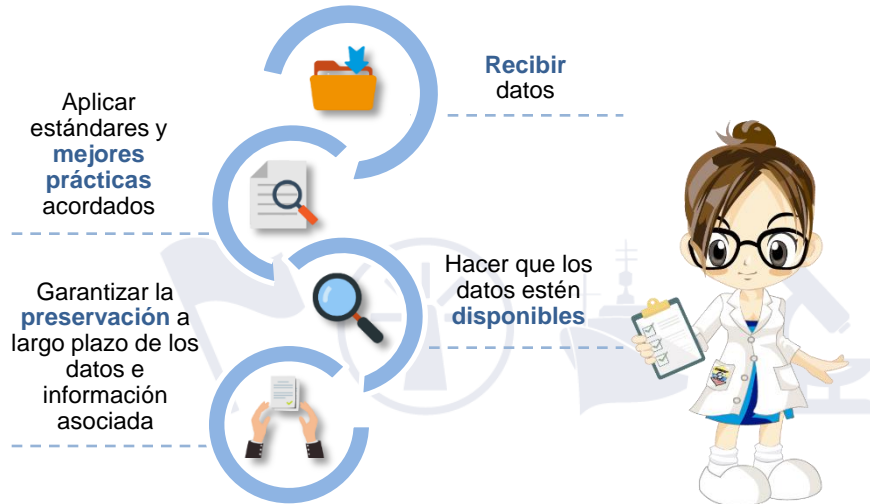 Recibir
datos
Aplicar
estándares y
mejores
prácticas
acordados
Hacer que los
datos estén
disponibles
Garantizar la
preservación a
largo plazo de los
datos e
información
asociada